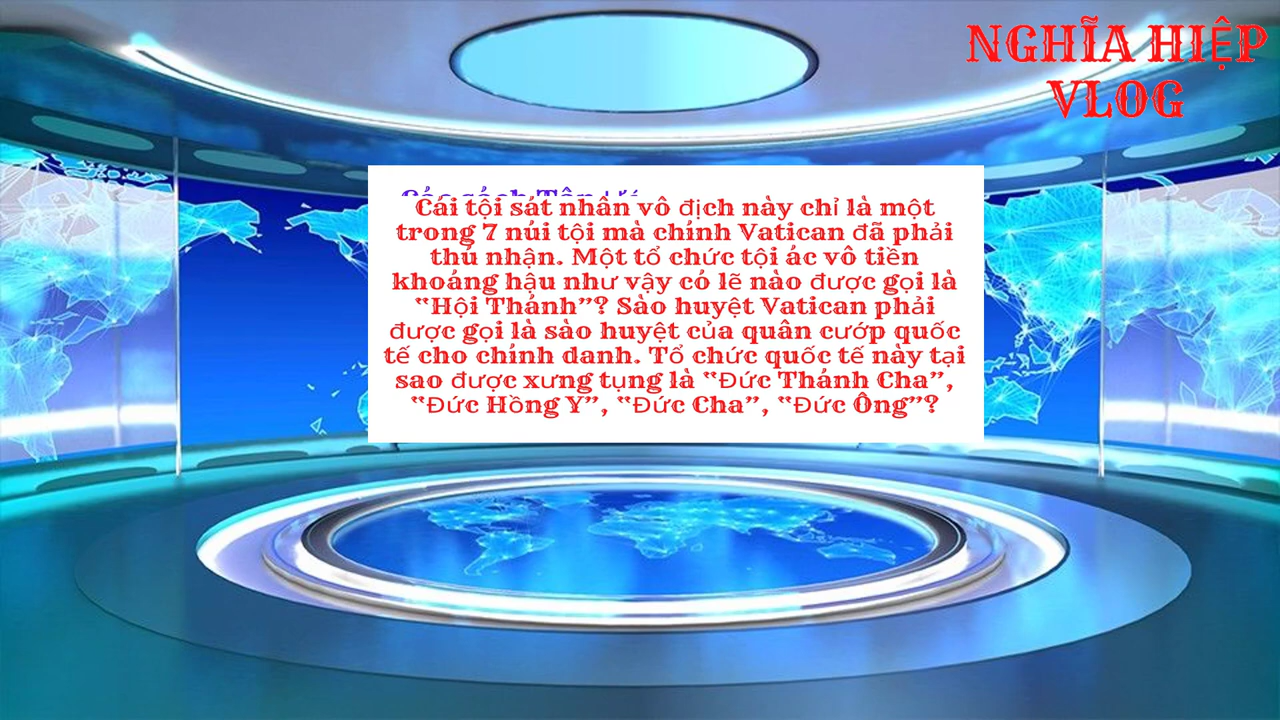 NGHĨA HIỆP
VLOG
Các sách Tân
Cái tội sát nhân vô địch này chỉ là một
trong 7 núi tội mà chính Vatican đã phải
thú nhận. Một tổ chức tội ác vô tiền
khoáng hậu như vậy có lẽ nào được gọi là
“Hội Thánh”? Sào huyệt Vatican phải
được gọi là sào huyệt của quân cướp quốc
tế cho chính danh. Tổ chức quốc tế này tại
sao được xưng tụng là “Đức Thánh Cha”,
“Đức Hồng Y”, “Đức Cha”, “Đức Ông”?